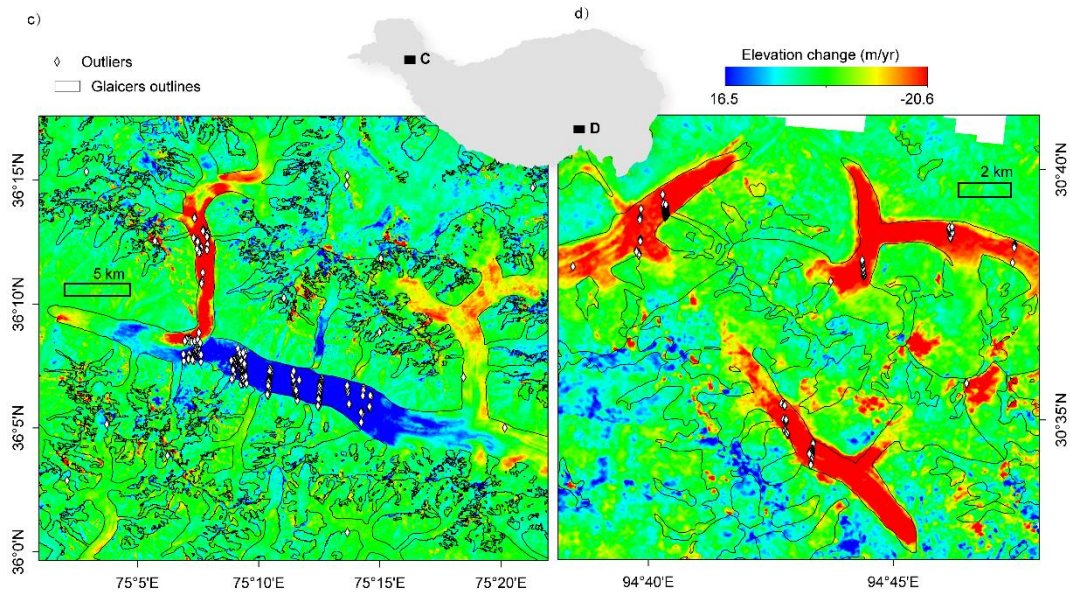 c)
d)
Outliers
Glaicers outlines
C
D
Elevation change (m/yr)
16.5
-20.6
36°15'N
36°10'N
36°5'N
36°0'N
5 km
75°5'E
75°10'E
75°15'E
75°20'E
2 km
30°40'N
30°35'N
94°40'E
94°45'E